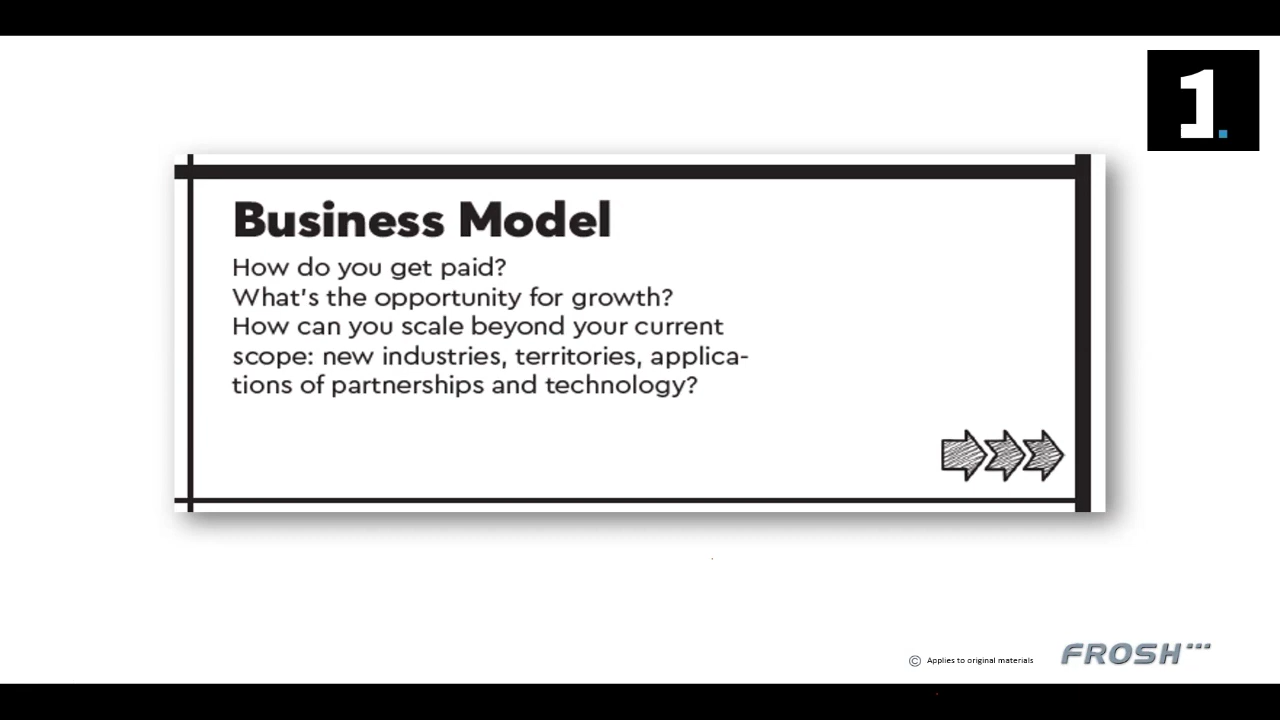 1.
Business Model
How do you get paid?
What's the opportunity for growth?
How can you scale beyond your current
scope: new industries, territories, applica-
tions of partnerships and technology?
© Applies to original materials
FROSH